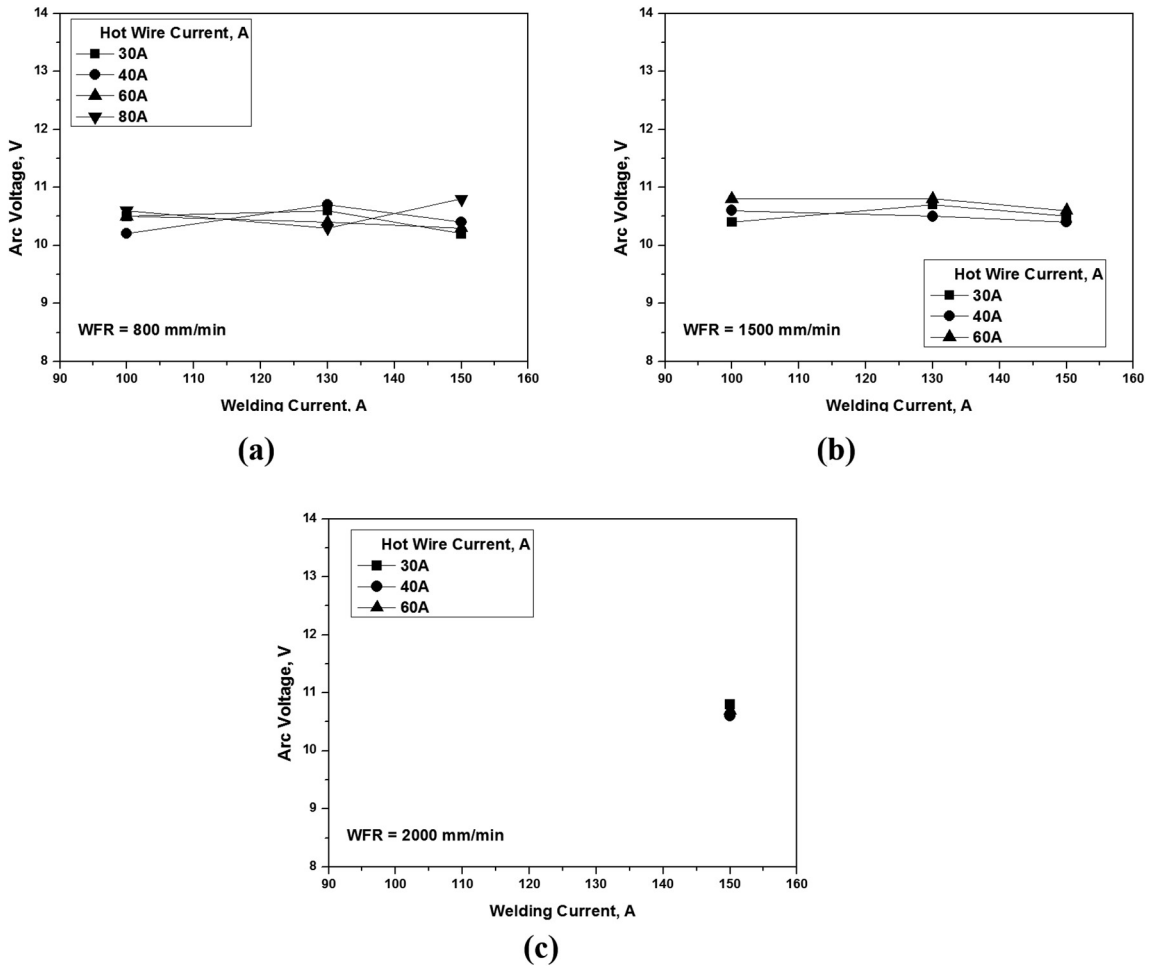 14
13
12
11
10
9
8
Arc Voltage, V
Hot Wire Current, A
30A
40A
60A
80A
WFR = 800 mm/min
90 100 110 120 130 140 150 160
Welding Current, A
(a)
14
13
12
11
10
9
8
Arc Voltage, V
Hot Wire Current, A
30A
40A
60A
WFR = 1500 mm/min
90 100 110 120 130 140 150 160
Welding Current, A
(b)
14
13
12
11
10
9
8
Arc Voltage, V
Hot Wire Current, A
30A
40A
60A
WFR = 2000 mm/min
90 100 110 120 130 140 150 160
Welding Current, A
(c)